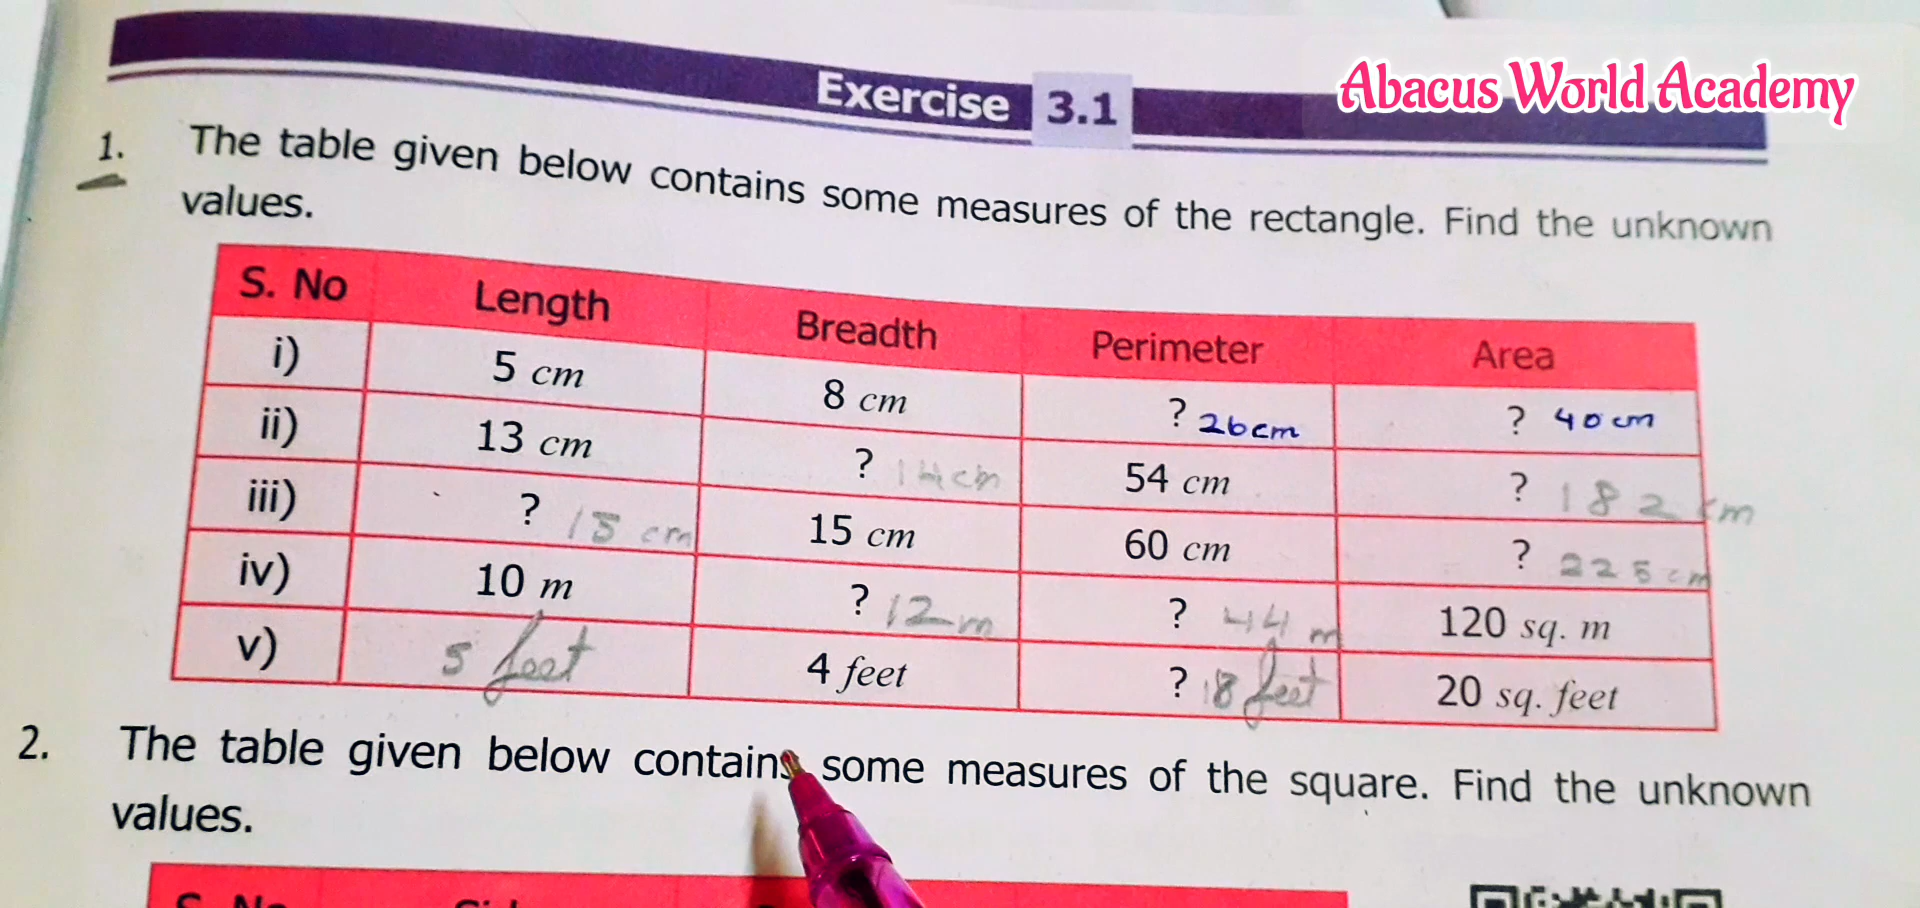 Abacus World Academy
Exercise 3.1
1. The table given below contains some measures of the rectangle. Find the unknown
values.
S. No Length Breadth Perimeter Area
i) 5 cm 8 cm ? 26cm ? 40 cm
ii) 13 cm ? 14cm 54 cm ? 182 cm
iii) ? 15 cm 15 cm 60 cm ? 225 cm
iv) 10 m ? 12 m ? 44 m 120 sq. m
v) 5 feet 4 feet ? 18 feet 20 sq. feet
2. The table given below contains some measures of the square. Find the unknown
values.